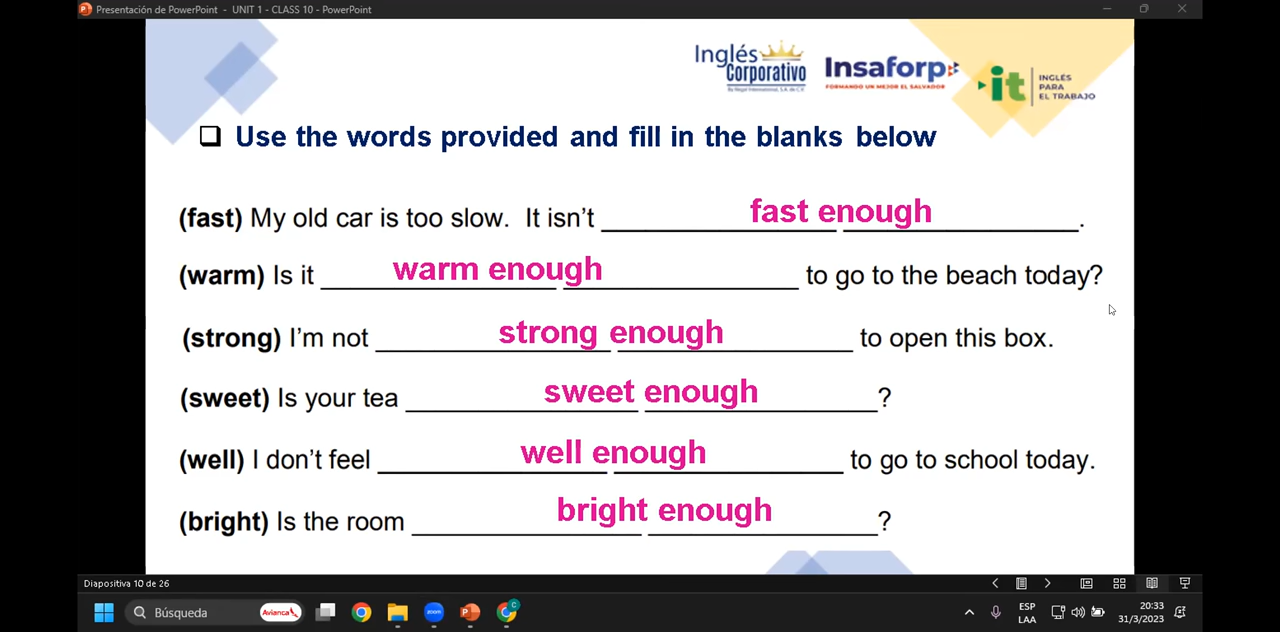 Presentación de PowerPoint - UNIT 1 - CLASS 10 - PowerPoint
Inglés
Corporativo
Insaforp
FORMANDO UN MEJOR EL SALVADOR
it
INGLÉS
PARA
EL TRABAJO
Use the words provided and fill in the blanks below
(fast) My old car is too slow. It isn't fast enough.
(warm) Is it warm enough to go to the beach today?
(strong) I'm not strong enough to open this box.
(sweet) Is your tea sweet enough?
(well) I don't feel well enough to go to school today.
(bright) Is the room bright enough?
Diapositiva 10 de 26
Búsqueda
Avianca
zoom
ESP
LAA
20:33
31/3/2023